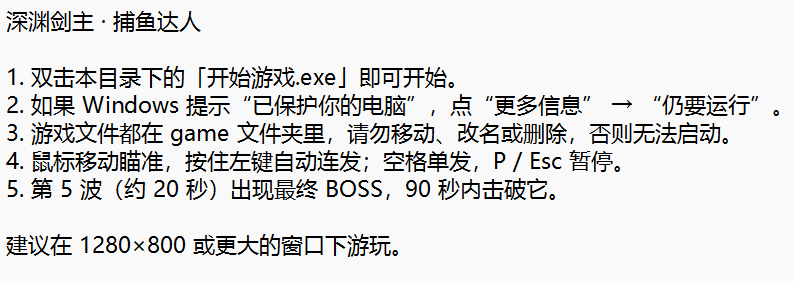 深渊剑主 · 捕鱼达人
1. 双击本目录下的「开始游戏.exe」即可开始。
2. 如果 Windows 提示“已保护你的电脑”，点“更多信息” → “仍要运行”。
3. 游戏文件都在 game 文件夹里，请勿移动、改名或删除，否则无法启动。
4. 鼠标移动瞄准，按住左键自动连发；空格单发，P / Esc 暂停。
5. 第 5 波（约 20 秒）出现最终 BOSS，90 秒内击破它。
建议在 1280×800 或更大的窗口下游玩。